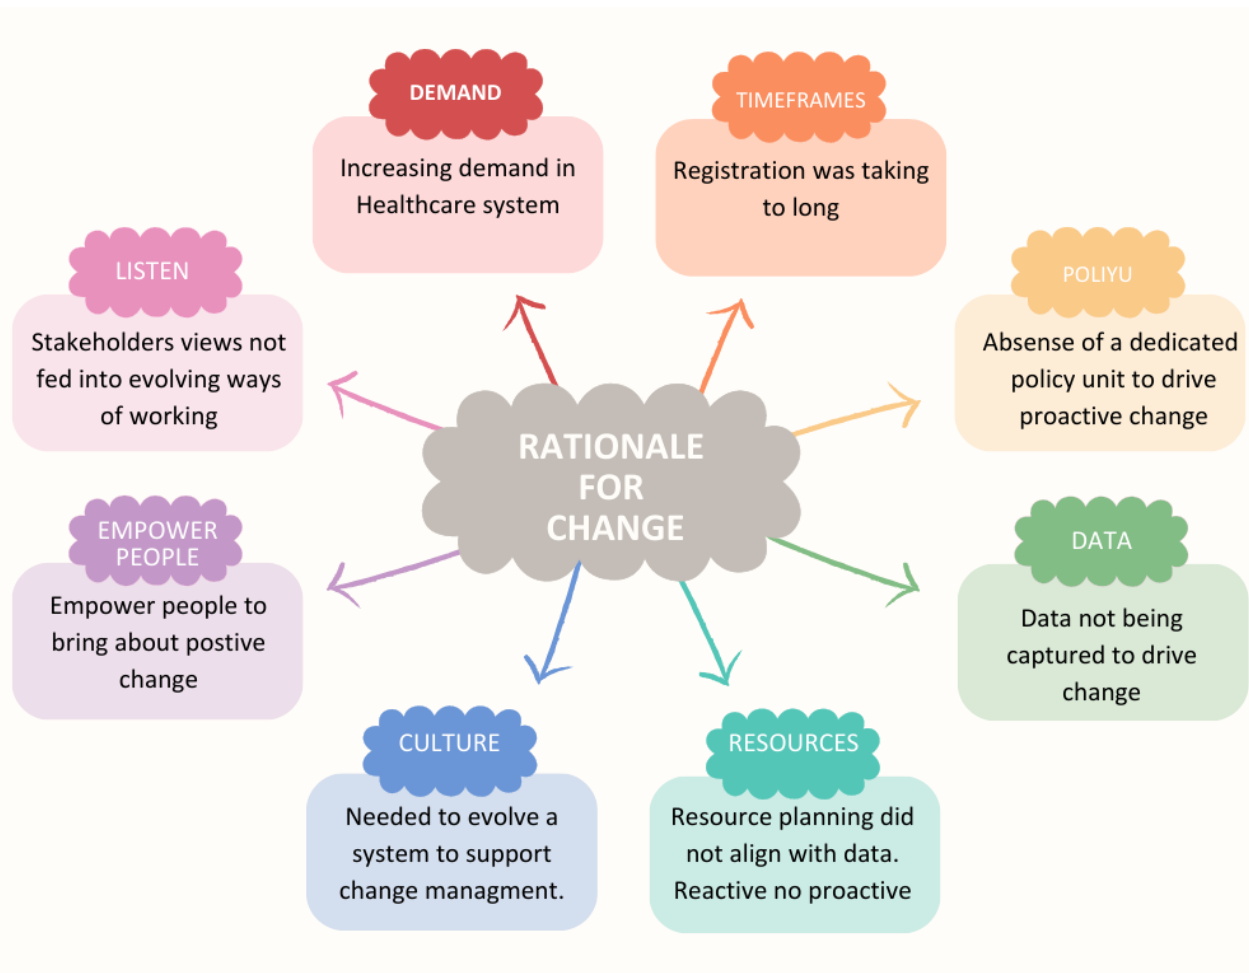 DEMAND
Increasing demand in
Healthcare system
TIMEFRAMES
Registration was taking
to long
LISTEN
Stakeholders views not
fed into evolving ways
of working
POLIYU
Absense of a dedicated
policy unit to drive
proactive change
RATIONALE
FOR
CHANGE
EMPOWER
PEOPLE
Empower people to
bring about postive
change
DATA
Data not being
captured to drive
change
CULTURE
Needed to evolve a
system to support
change managment.
RESOURCES
Resource planning did
not align with data.
Reactive no proactive